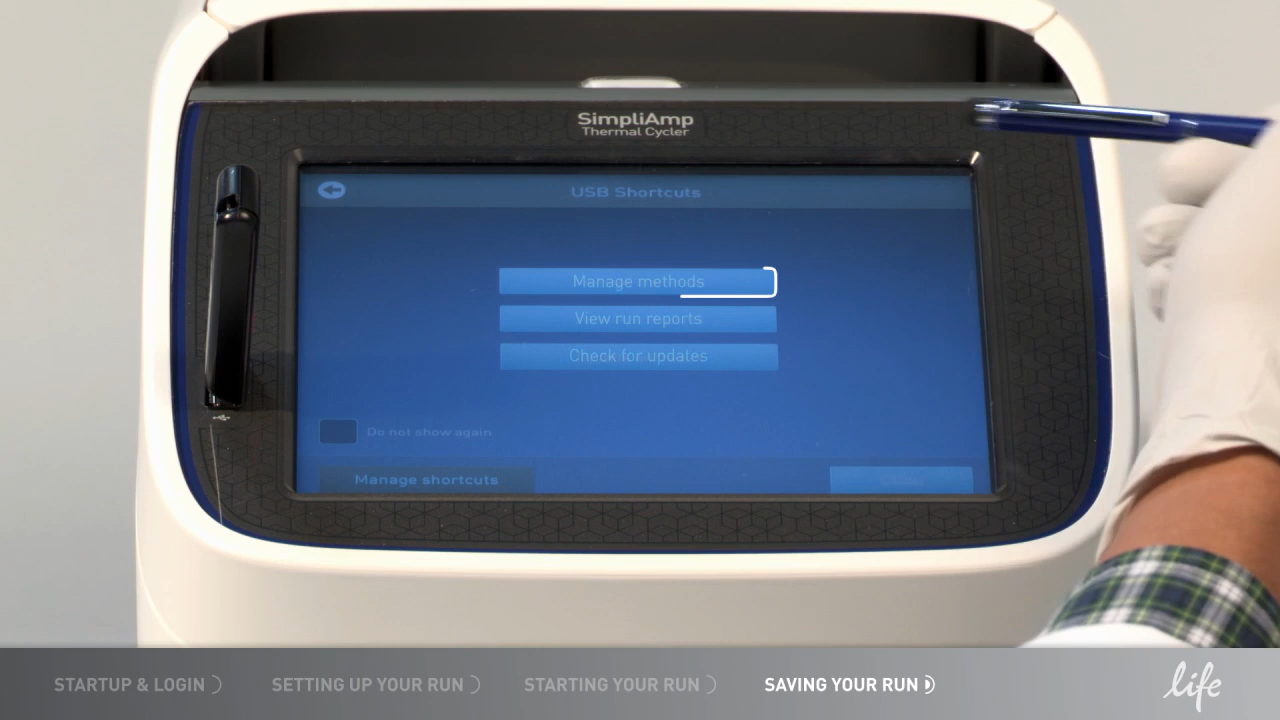 SimpliAmp
Thermal Cycler
USB Shortcuts
Manage methods
View run reports
Check for updates
Do not show again
Manage shortcuts
STARTUP & LOGIN
SETTING UP YOUR RUN
STARTING YOUR RUN
SAVING YOUR RUN
life